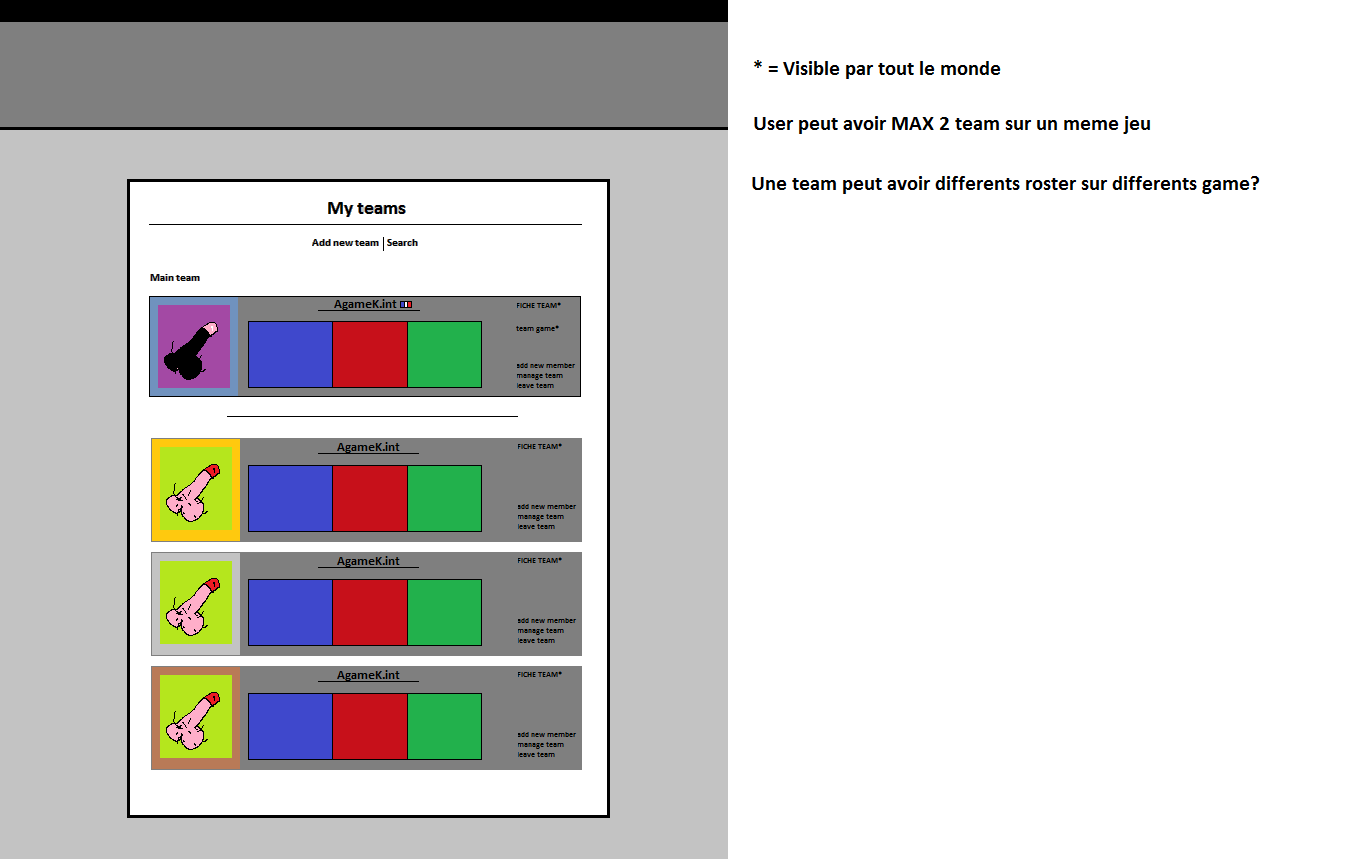 My teams
Add new team | Search
Main team
AgameK.int
FICHE TEAM*
team game*
add new member
manage team
leave team
AgameK.int
FICHE TEAM*
add new member
manage team
leave team
AgameK.int
FICHE TEAM*
add new member
manage team
leave team
AgameK.int
FICHE TEAM*
add new member
manage team
leave team
* = Visible par tout le monde
User peut avoir MAX 2 team sur un meme jeu
Une team peut avoir differents roster sur differents game?